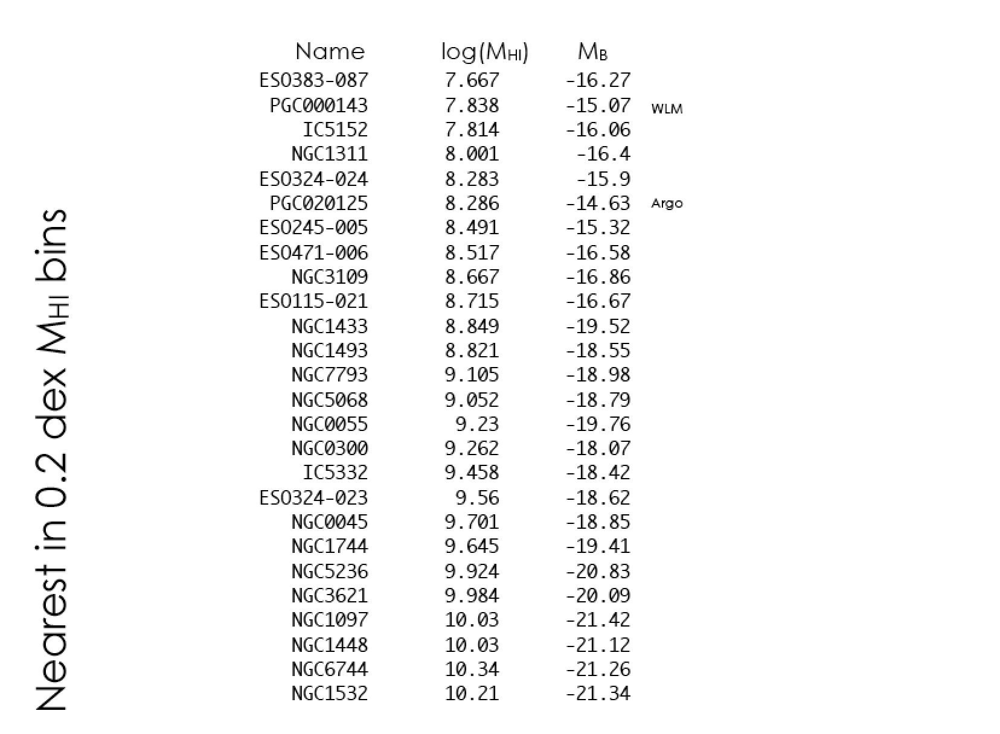 Nearest in 0.2 dex MHI bins
Name log(MHI) MB
ESO383-087 7.667 -16.27
PGC000143 7.838 -15.07 WLM
IC5152 7.814 -16.06
NGC1311 8.001 -16.4
ESO324-024 8.283 -15.9
PGC020125 8.286 -14.63 Argo
ESO245-005 8.491 -15.32
ESO471-006 8.517 -16.58
NGC3109 8.667 -16.86
ESO115-021 8.715 -16.67
NGC1433 8.849 -19.52
NGC1493 8.821 -18.55
NGC7793 9.105 -18.98
NGC5068 9.052 -18.79
NGC0055 9.23 -19.76
NGC0300 9.262 -18.07
IC5332 9.458 -18.42
ESO324-023 9.56 -18.62
NGC0045 9.701 -18.85
NGC1744 9.645 -19.41
NGC5236 9.924 -20.83
NGC3621 9.984 -20.09
NGC1097 10.03 -21.42
NGC1448 10.03 -21.12
NGC6744 10.34 -21.26
NGC1532 10.21 -21.34